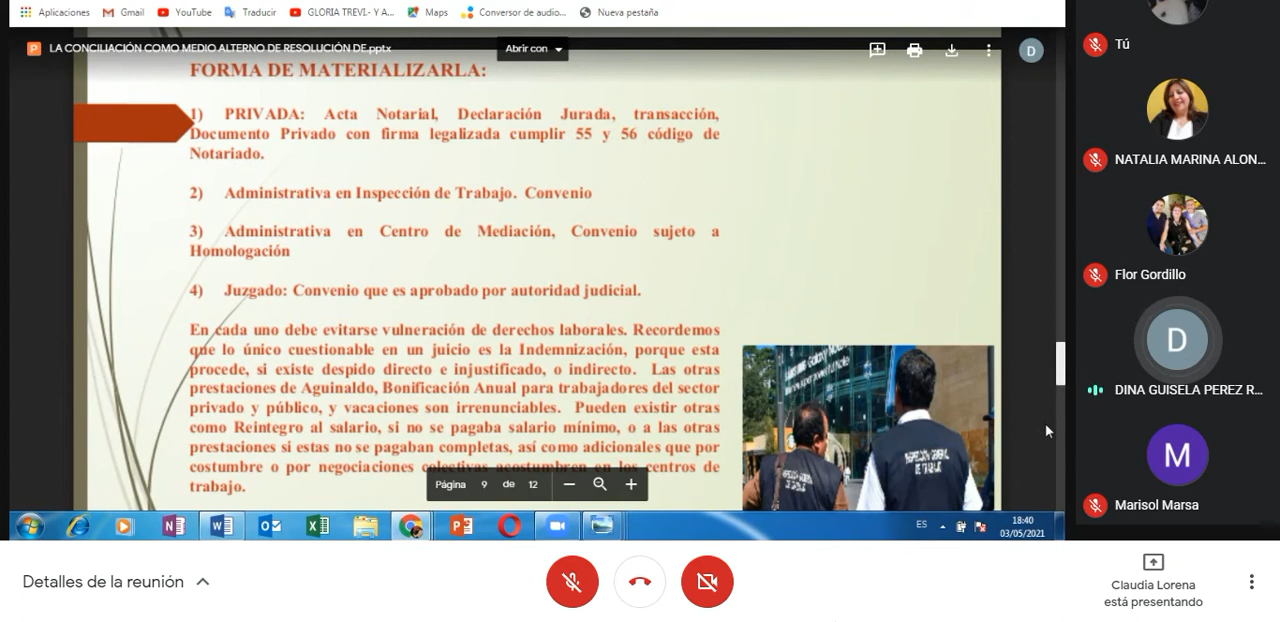 Aplicaciones
Gmail
YouTube
Traducir
GLORIA TREVI.- Y A...
Maps
Conversor de audio...
Nueva pestaña
P LA CONCILIACIÓN COMO MEDIO ALTERNO DE RESOLUCIÓN DE.pptx
Abrir con
D
FORMA DE MATERIALIZARLA:
1) PRIVADA: Acta Notarial, Declaración Jurada, transacción,
Documento Privado con firma legalizada cumplir 55 y 56 código de
Notariado.
2) Administrativa en Inspección de Trabajo. Convenio
3) Administrativa en Centro de Mediación, Convenio sujeto a
Homologación
4) Juzgado: Convenio que es aprobado por autoridad judicial.
En cada uno debe evitarse vulneración de derechos laborales. Recordemos
que lo único cuestionable en un juicio es la Indemnización, porque esta
procede, si existe despido directo e injustificado, o indirecto. Las otras
prestaciones de Aguinaldo, Bonificación Anual para trabajadores del sector
privado y público, y vacaciones son irrenunciables. Pueden existir otras
como Reintegro al salario, si no se pagaba salario mínimo, o a las otras
prestaciones si estas no se pagaban completas, así como adicionales que por
costumbre o por negociaciones colectivas acostumbren en los centros de
trabajo.
INSPECCIÓN GENERAL
DE TRABAJO
Página 9 de 12
ES
18:40
03/05/2021
Tú
NATALIA MARINA ALON...
Flor Gordillo
D
DINA GUISELA PEREZ R...
M
Marisol Marsa
Detalles de la reunión
Claudia Lorena
está presentando